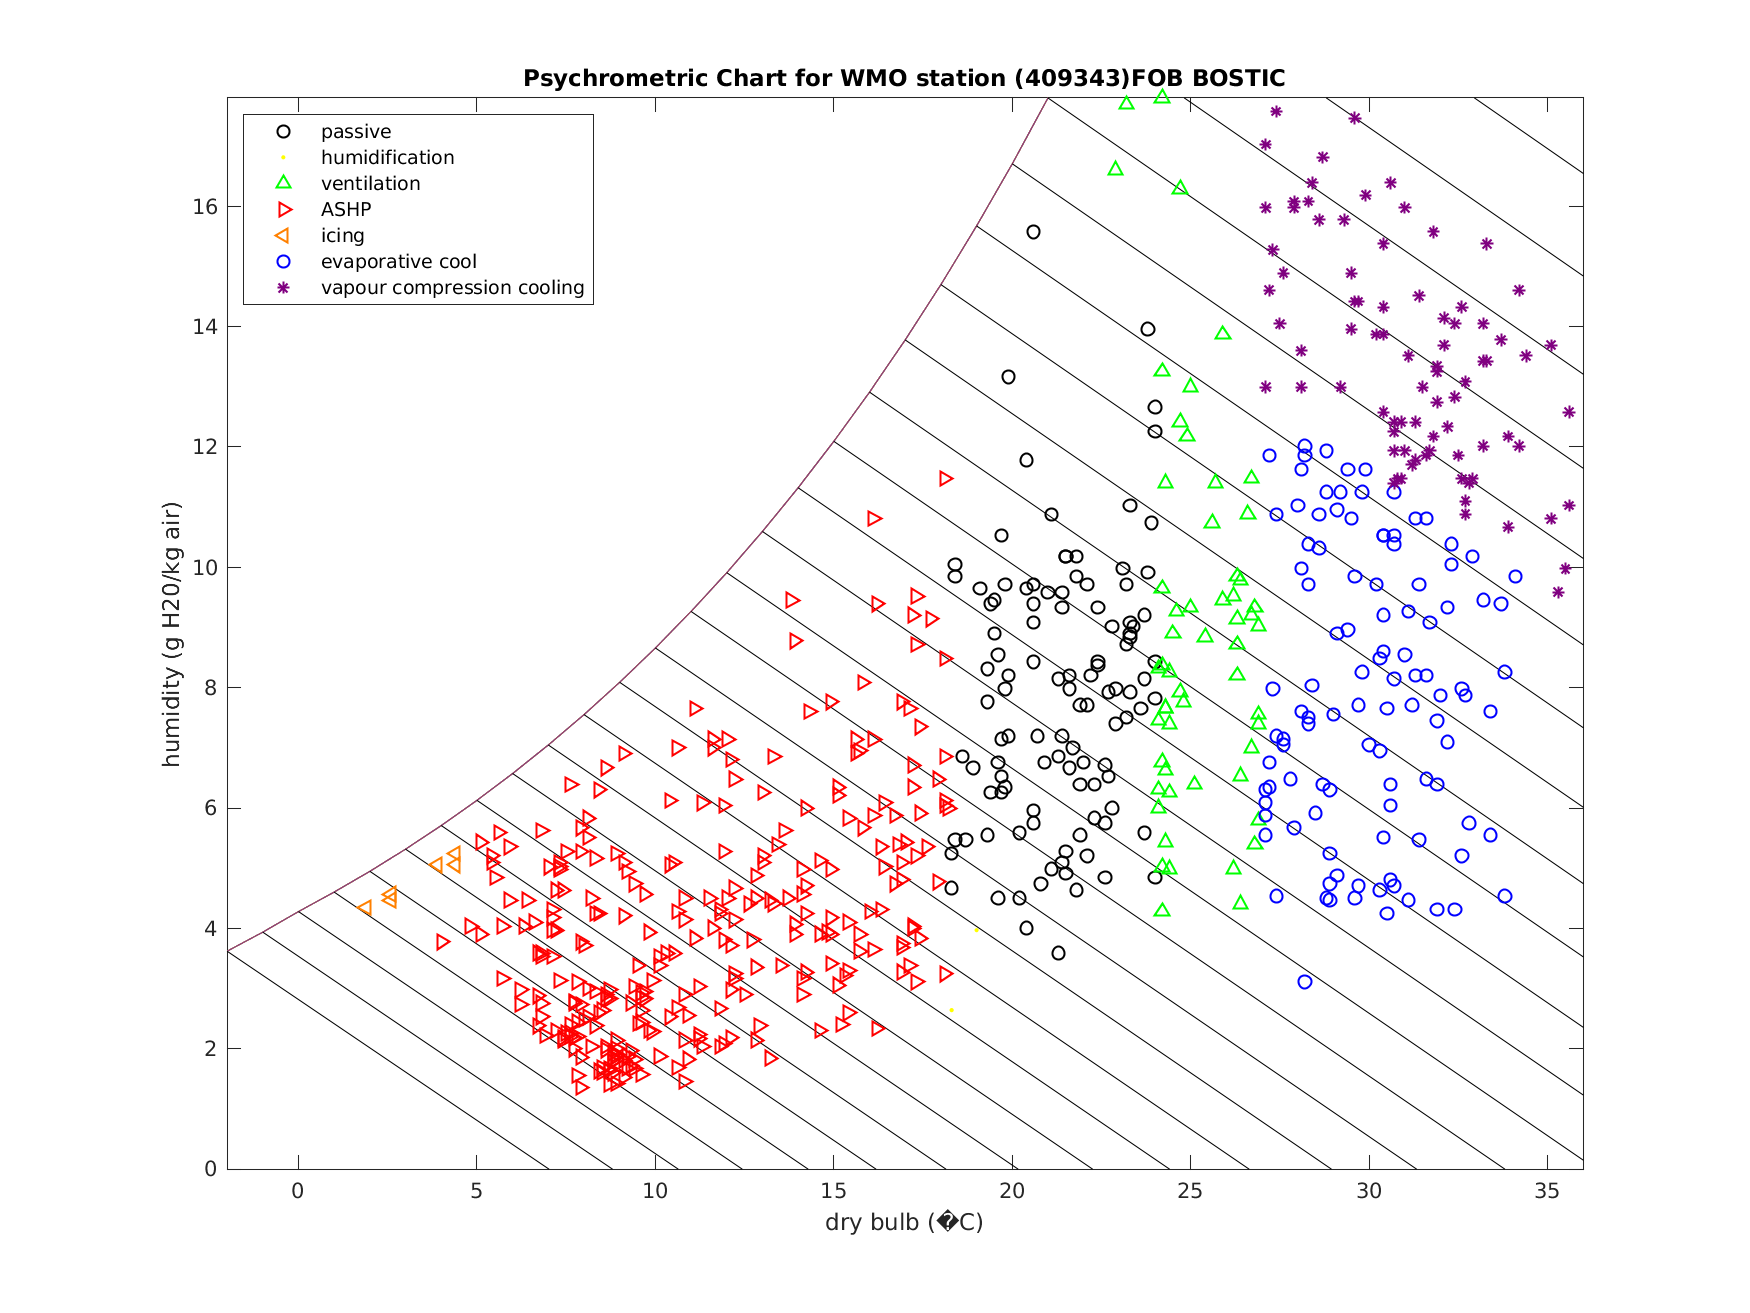 Psychrometric Chart for WMO station (409343)FOB BOSTIC
passive
humidification
ventilation
ASHP
icing
evaporative cool
vapour compression cooling
humidity (g H20/kg air)
16
14
12
10
8
6
4
2
0
0 5 10 15 20 25 30 35
dry bulb (�C)